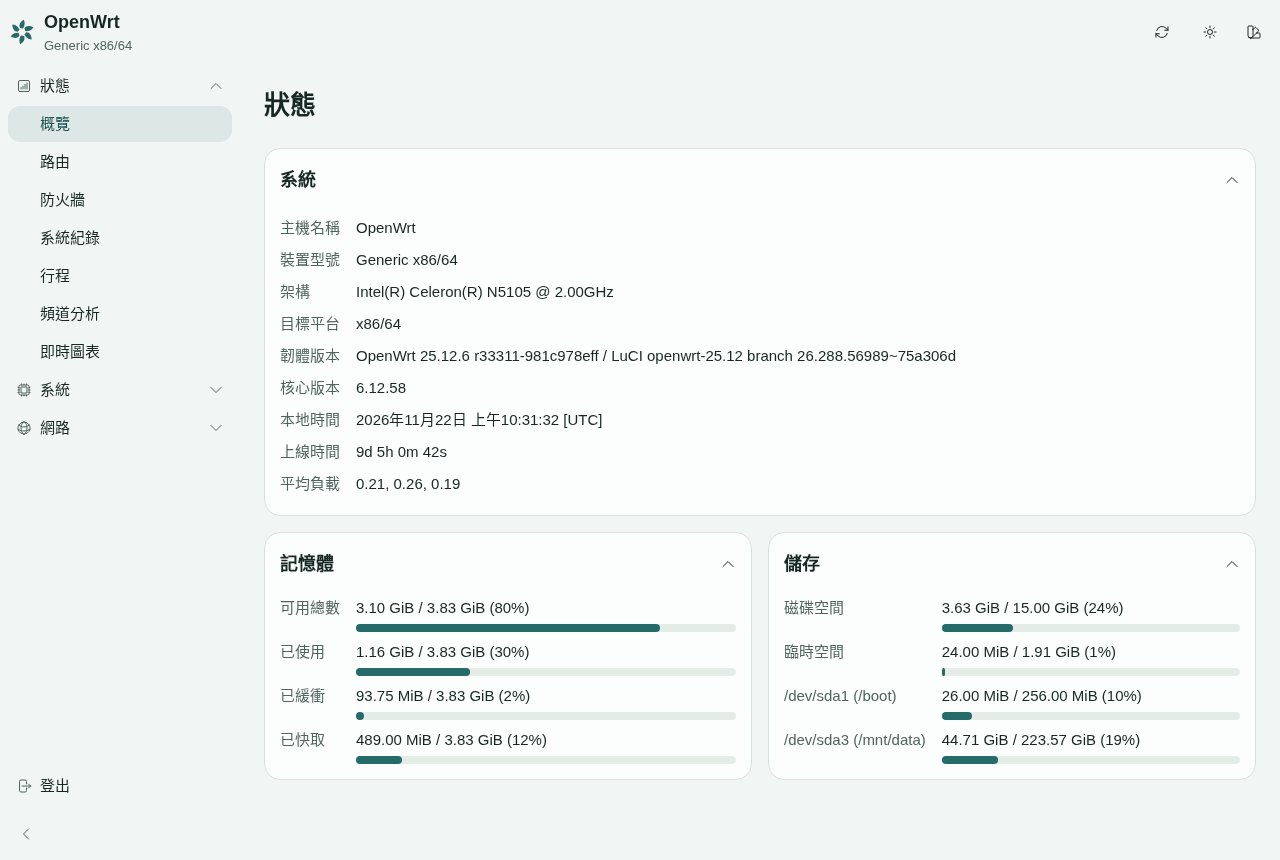 OpenWrt
Generic x86/64
狀態
概覽
路由
防火牆
系統紀錄
行程
頻道分析
即時圖表
系統
網路
登出
狀態
系統
主機名稱 OpenWrt
裝置型號 Generic x86/64
架構 Intel(R) Celeron(R) N5105 @ 2.00GHz
目標平台 x86/64
韌體版本 OpenWrt 25.12.6 r33311-981c978eff / LuCI openwrt-25.12 branch 26.288.56989~75a306d
核心版本 6.12.58
本地時間 2026年11月22日 上午10:31:32 [UTC]
上線時間 9d 5h 0m 42s
平均負載 0.21, 0.26, 0.19
記憶體
可用總數 3.10 GiB / 3.83 GiB (80%)
已使用 1.16 GiB / 3.83 GiB (30%)
已緩衝 93.75 MiB / 3.83 GiB (2%)
已快取 489.00 MiB / 3.83 GiB (12%)
儲存
磁碟空間 3.63 GiB / 15.00 GiB (24%)
臨時空間 24.00 MiB / 1.91 GiB (1%)
/dev/sda1 (/boot) 26.00 MiB / 256.00 MiB (10%)
/dev/sda3 (/mnt/data) 44.71 GiB / 223.57 GiB (19%)